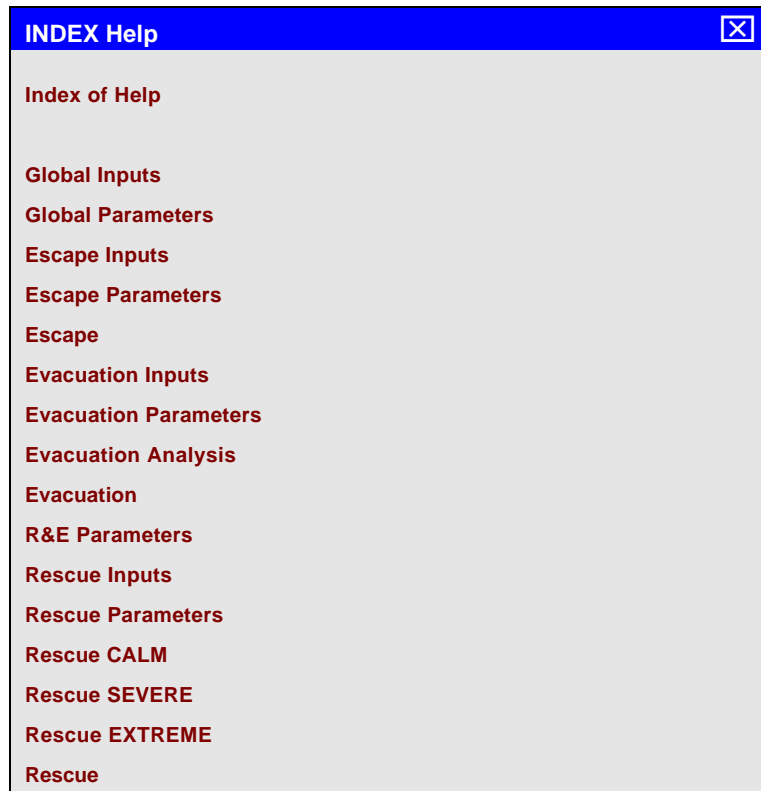 INDEX Help
Index of Help
Global Inputs
Global Parameters
Escape Inputs
Escape Parameters
Escape
Evacuation Inputs
Evacuation Parameters
Evacuation Analysis
Evacuation
R&E Parameters
Rescue Inputs
Rescue Parameters
Rescue CALM
Rescue SEVERE
Rescue EXTREME
Rescue